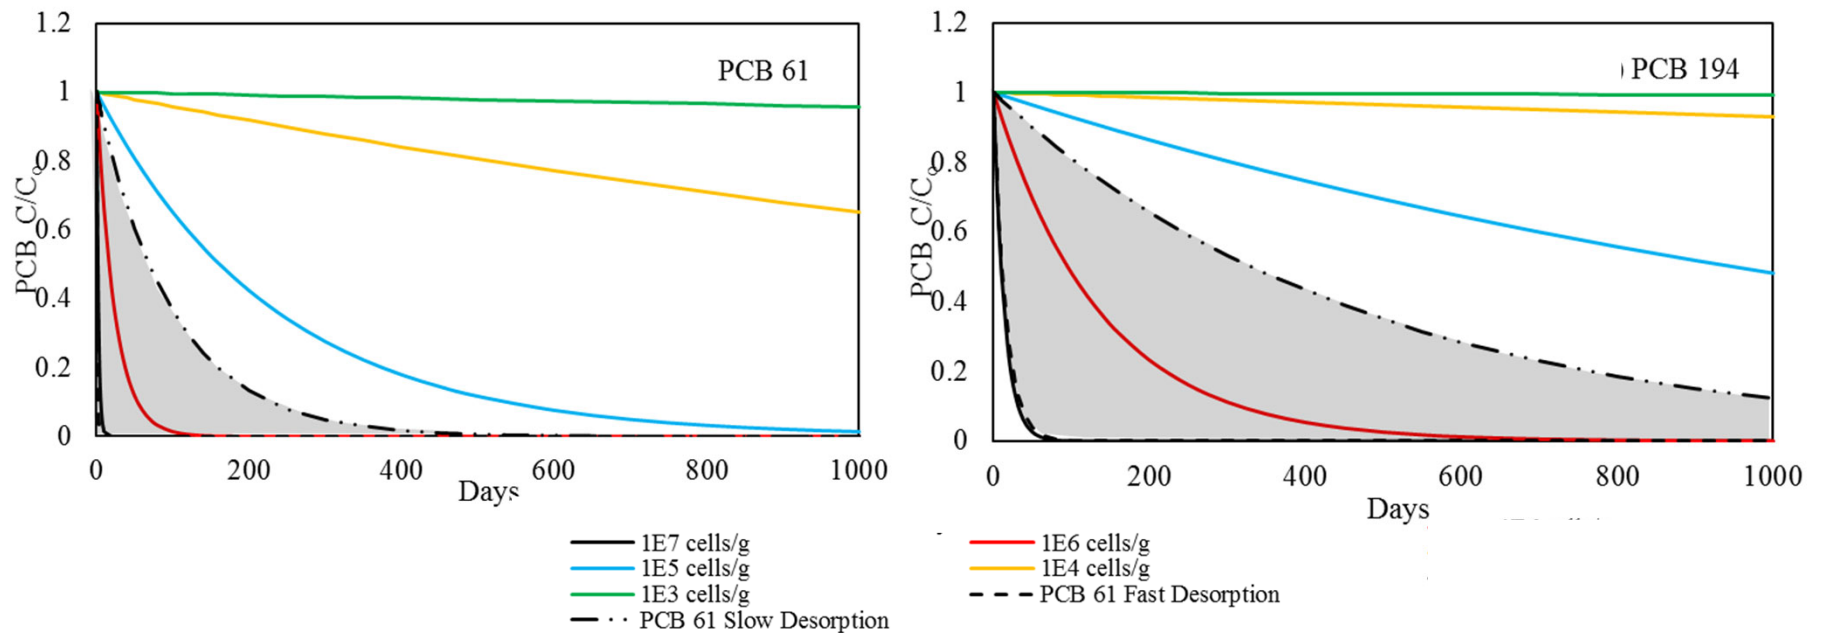 PCB 61
PCB C/Co
1.2
1
0.8
0.6
0.4
0.2
0
0 200 400 600 800 1000
Days
) PCB 194
PCB C/Co
1.2
1
0.8
0.6
0.4
0.2
0
0 200 400 600 800 1000
Days
1E7 cells/g
1E6 cells/g
1E5 cells/g
1E4 cells/g
1E3 cells/g
PCB 61 Fast Desorption
PCB 61 Slow Desorption